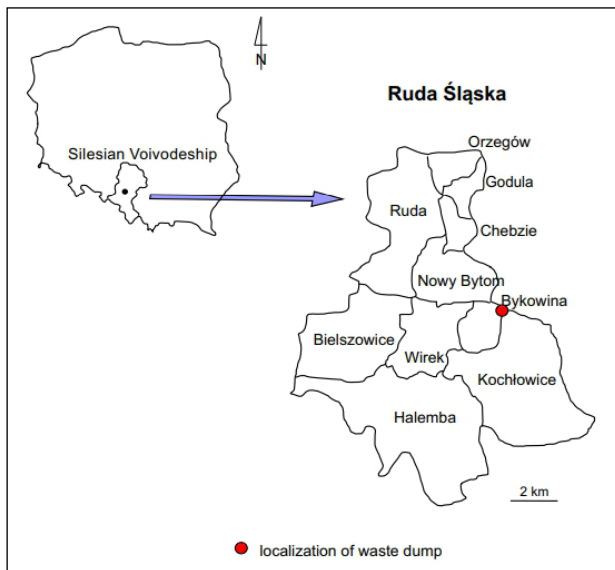 N
Silesian Voivodeship
Ruda Śląska
Orzegów
Godula
Ruda
Chebzie
Nowy Bytom
Bykowina
Bielszowice
Wirek
Kochłowice
Halemba
2 km
localization of waste dump